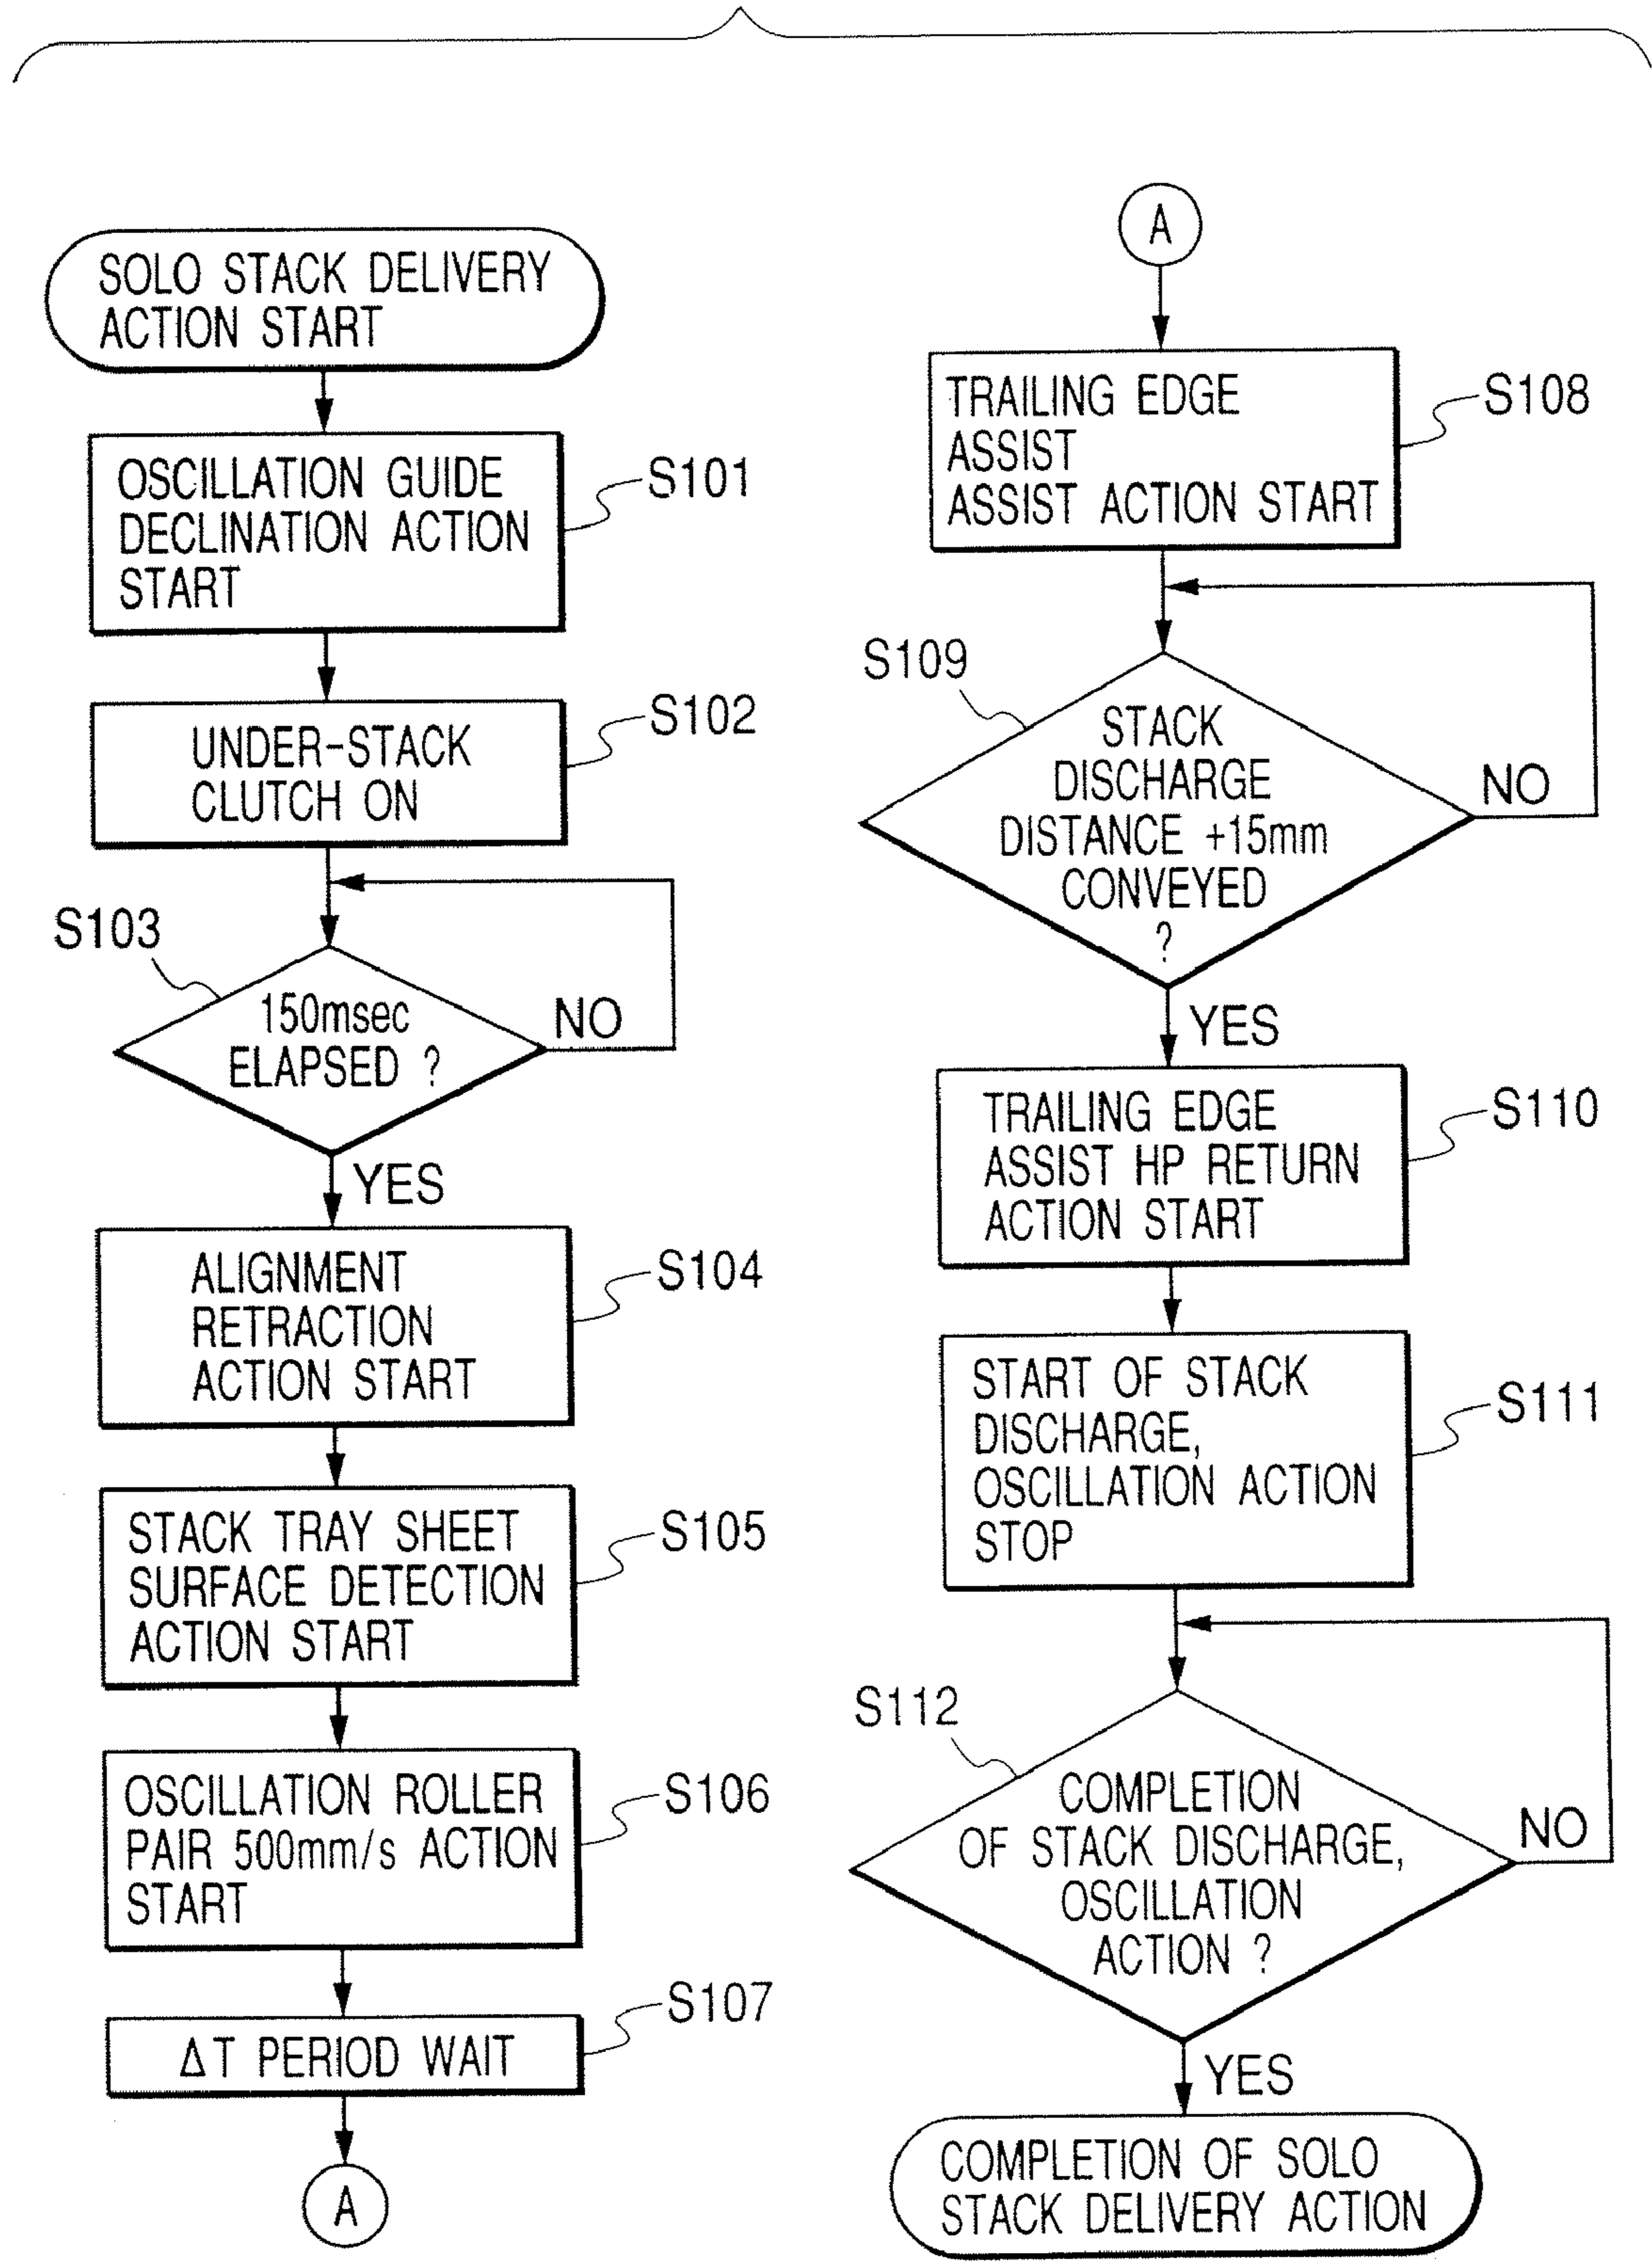 SOLO STACK DELIVERY
ACTION START
OSCILLATION GUIDE
DECLINATION ACTION
START
S101
UNDER-STACK
CLUTCH ON
S102
S103
150msec
ELAPSED ?
NO
YES
ALIGNMENT
RETRACTION
ACTION START
S104
STACK TRAY SHEET
SURFACE DETECTION
ACTION START
S105
OSCILLATION ROLLER
PAIR 500mm/s ACTION
START
S106
ΔT PERIOD WAIT
S107
A
A
TRAILING EDGE
ASSIST
ASSIST ACTION START
S108
S109
STACK
DISCHARGE
DISTANCE +15mm
CONVEYED
?
NO
YES
TRAILING EDGE
ASSIST HP RETURN
ACTION START
S110
START OF STACK
DISCHARGE,
OSCILLATION ACTION
STOP
S111
S112
COMPLETION
OF STACK DISCHARGE,
OSCILLATION
ACTION ?
NO
YES
COMPLETION OF SOLO
STACK DELIVERY ACTION